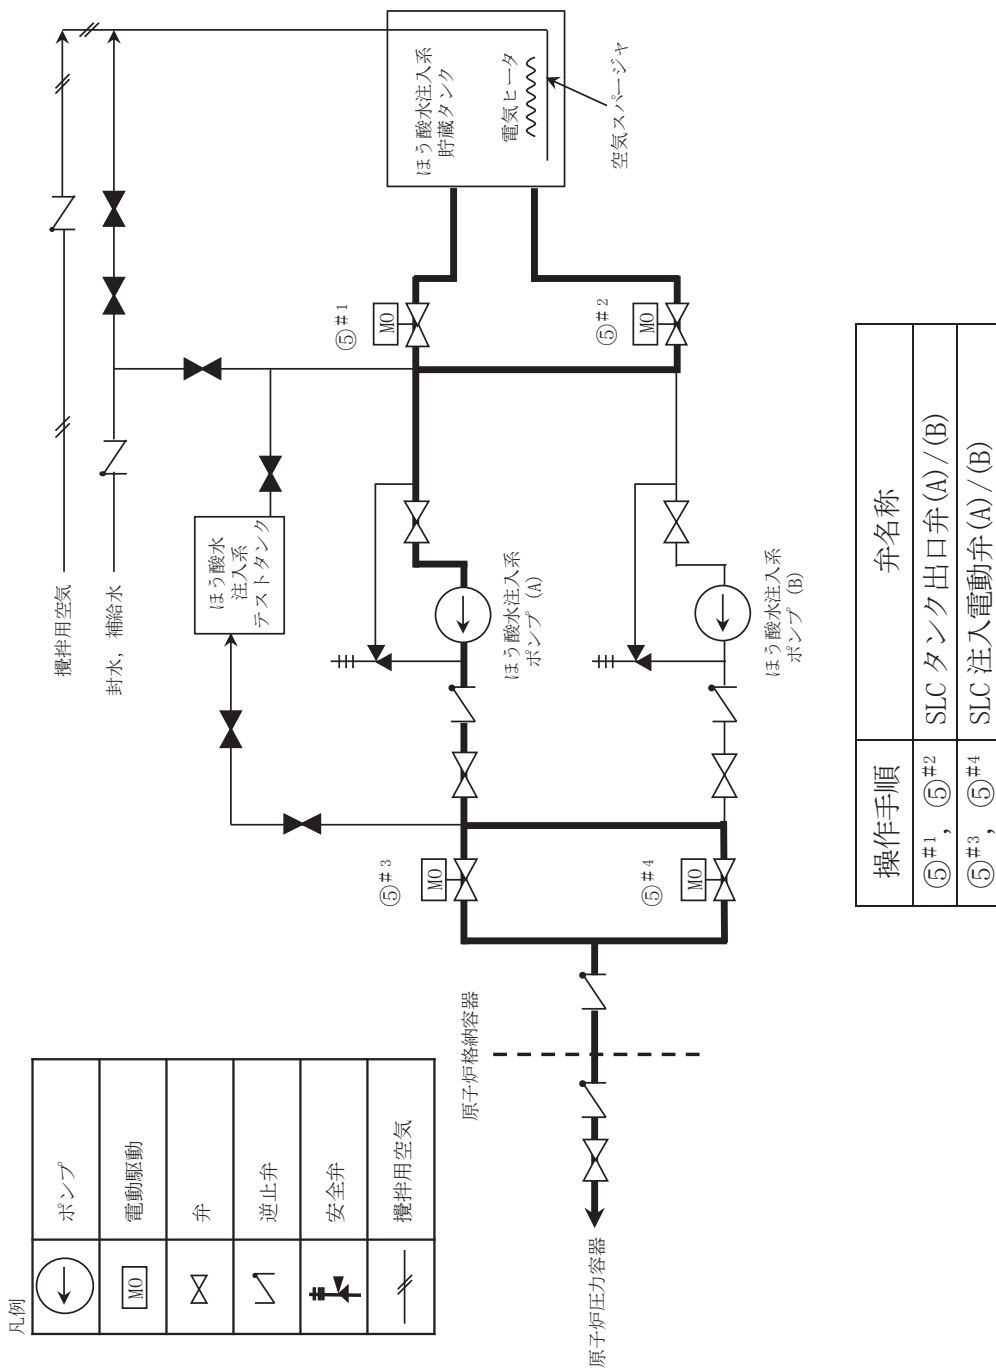 凡例
ポンプ
MO
電動駆動
弁
逆止弁
安全弁
攪拌用空気
攪拌用空気
封水，補給水
ほう酸水
注入系
テストタンク
ほう酸水注入系
貯蔵タンク
電気ヒータ
空気スパージャ
⑤#1
MO
⑤#2
MO
ほう酸水注入系
ポンプ (A)
ほう酸水注入系
ポンプ (B)
⑤#3
MO
⑤#4
MO
原子炉格納容器
原子炉圧力容器
操作手順 弁名称
⑤#1，⑤#2 SLC タンク出口弁(A)/(B)
⑤#3，⑤#4 SLC 注入電動弁(A)/(B)